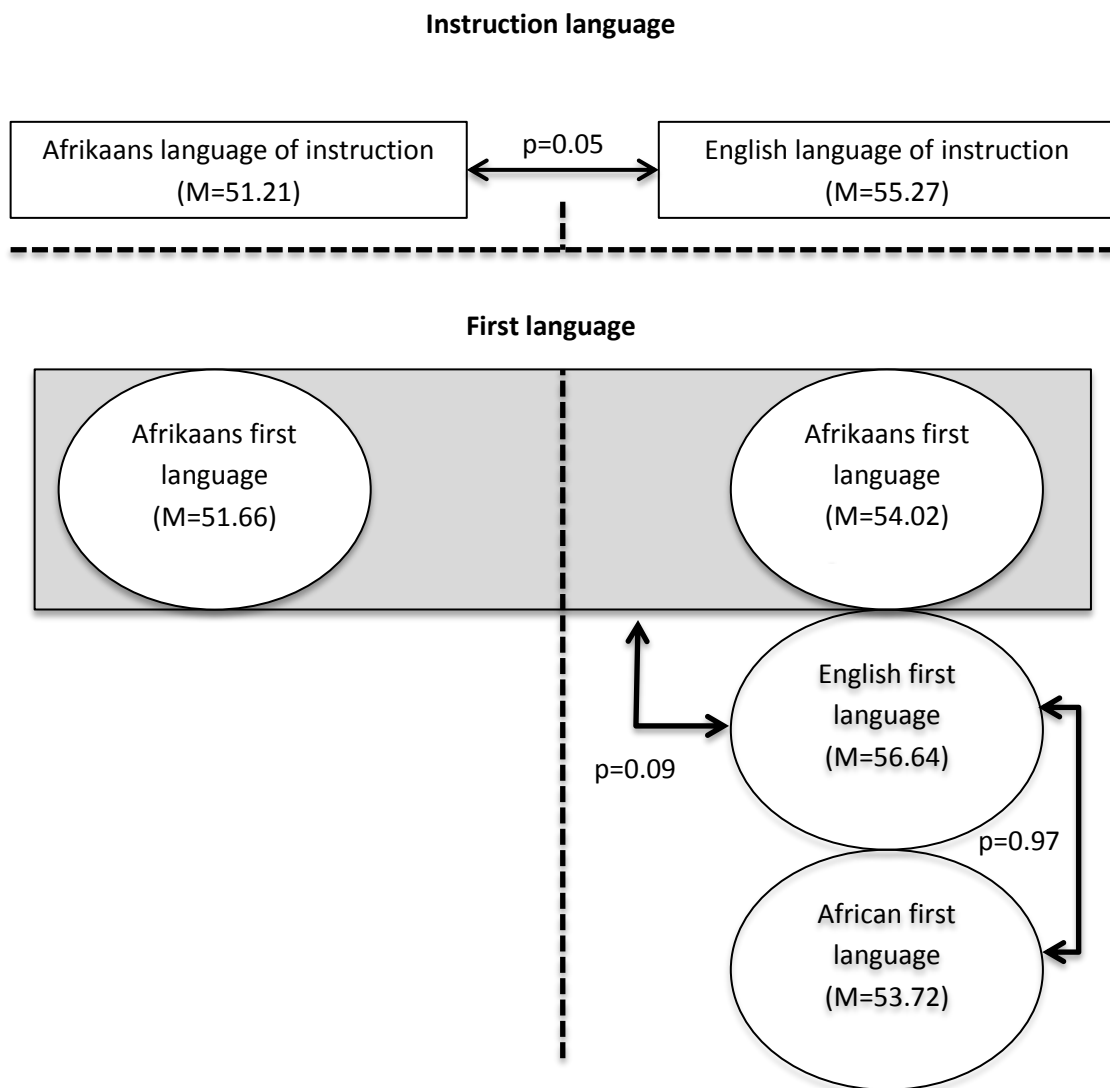 Instruction language
Afrikaans language of instruction
(M=51.21)
p=0.05
English language of instruction
(M=55.27)
First language
Afrikaans first
language
(M=51.66)
Afrikaans first
language
(M=54.02)
English first
language
(M=56.64)
p=0.09
p=0.97
African first
language
(M=53.72)